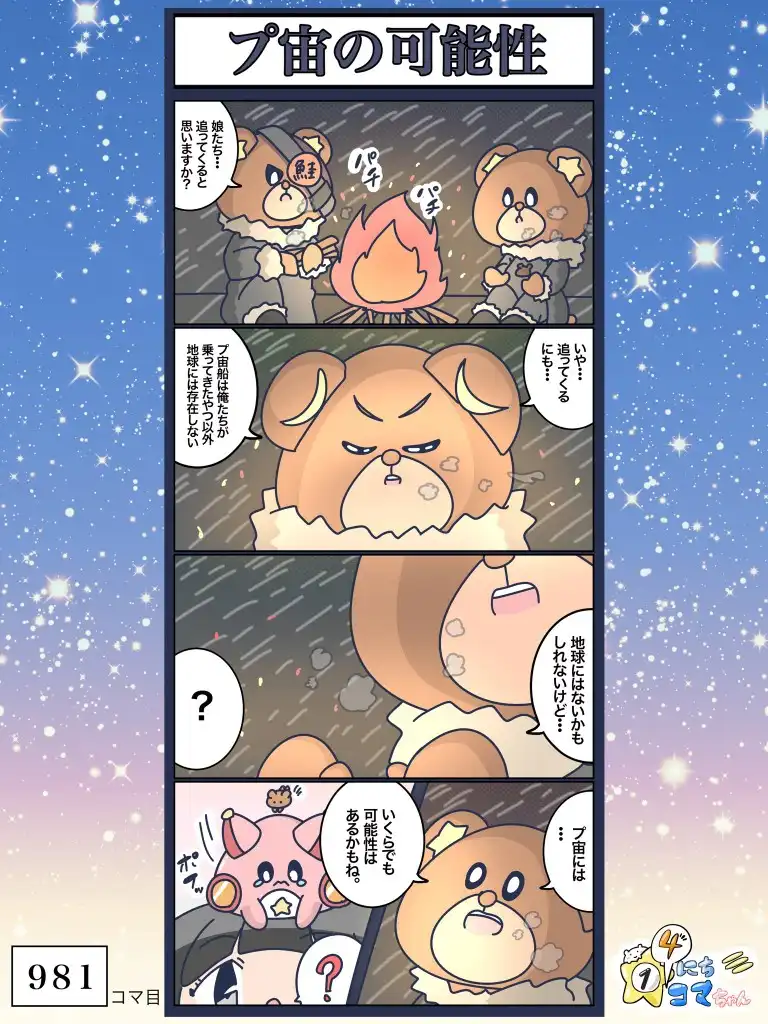 プ宙の可能性
娘たち…
追ってくると
思いますか？
鮭
パチ
パチ
いや…
追ってくる
にも…
プ宙船は俺たちが
乗ってきたやつ以外
地球には存在しない
地球にはないかも
しれないけど…
？
プ宙には
…
いくらでも
可能性は
あるかもね。
ポイッ
？
981
コマ目
1
にち
4
コマ
ちゃん